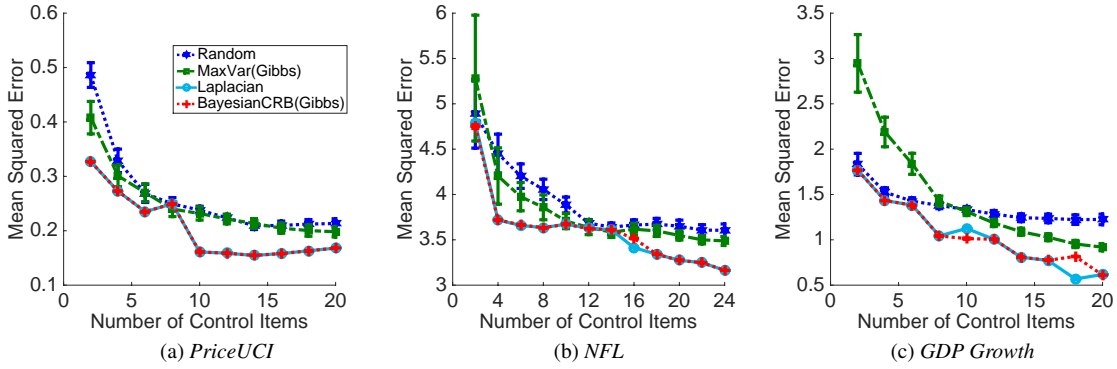 Mean Squared Error
0.6
0.5
0.4
0.3
0.2
0.1
0 5 10 15 20
Number of Control Items
Random
MaxVar(Gibbs)
Laplacian
BayesianCRB(Gibbs)
(a) PriceUCI
Mean Squared Error
6
5.5
5
4.5
4
3.5
3
0 4 8 12 16 20 24
Number of Control Items
(b) NFL
Mean Squared Error
3.5
3
2.5
2
1.5
1
0.5
0 5 10 15 20
Number of Control Items
(c) GDP Growth